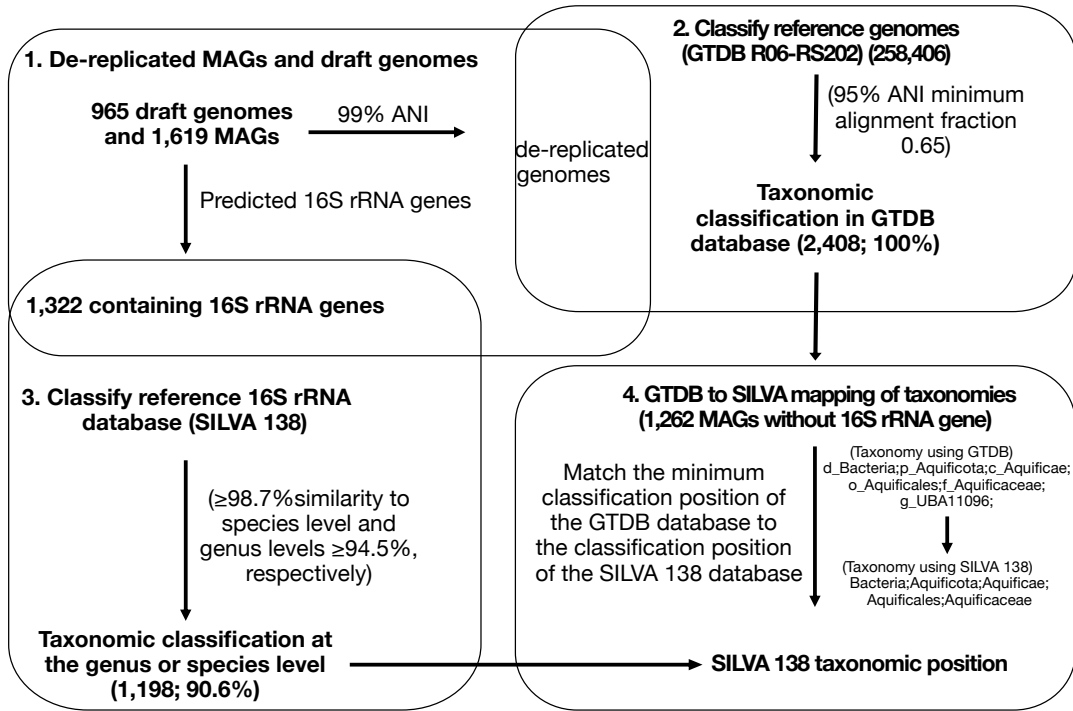 1. De-replicated MAGs and draft genomes
965 draft genomes
and 1,619 MAGs
99% ANI
de-replicated
genomes
Predicted 16S rRNA genes
1,322 containing 16S rRNA genes
2. Classify reference genomes
(GTDB R06-RS202) (258,406)
(95% ANI minimum
alignment fraction
0.65)
Taxonomic
classification in GTDB
database (2,408; 100%)
3. Classify reference 16S rRNA
database (SILVA 138)
(≥98.7%similarity to
species level and
genus levels ≥94.5%,
respectively)
Taxonomic classification at
the genus or species level
(1,198; 90.6%)
4. GTDB to SILVA mapping of taxonomies
(1,262 MAGs without 16S rRNA gene)
Match the minimum
classification position of
the GTDB database to
the classification position
of the SILVA 138 database
(Taxonomy using GTDB)
d_Bacteria;p_Aquificota;c_Aquificae;
o_Aquificales;f_Aquificaceae;
g_UBA11096;
(Taxonomy using SILVA 138)
Bacteria;Aquificota;Aquificae;
Aquificales;Aquificaceae
SILVA 138 taxonomic position